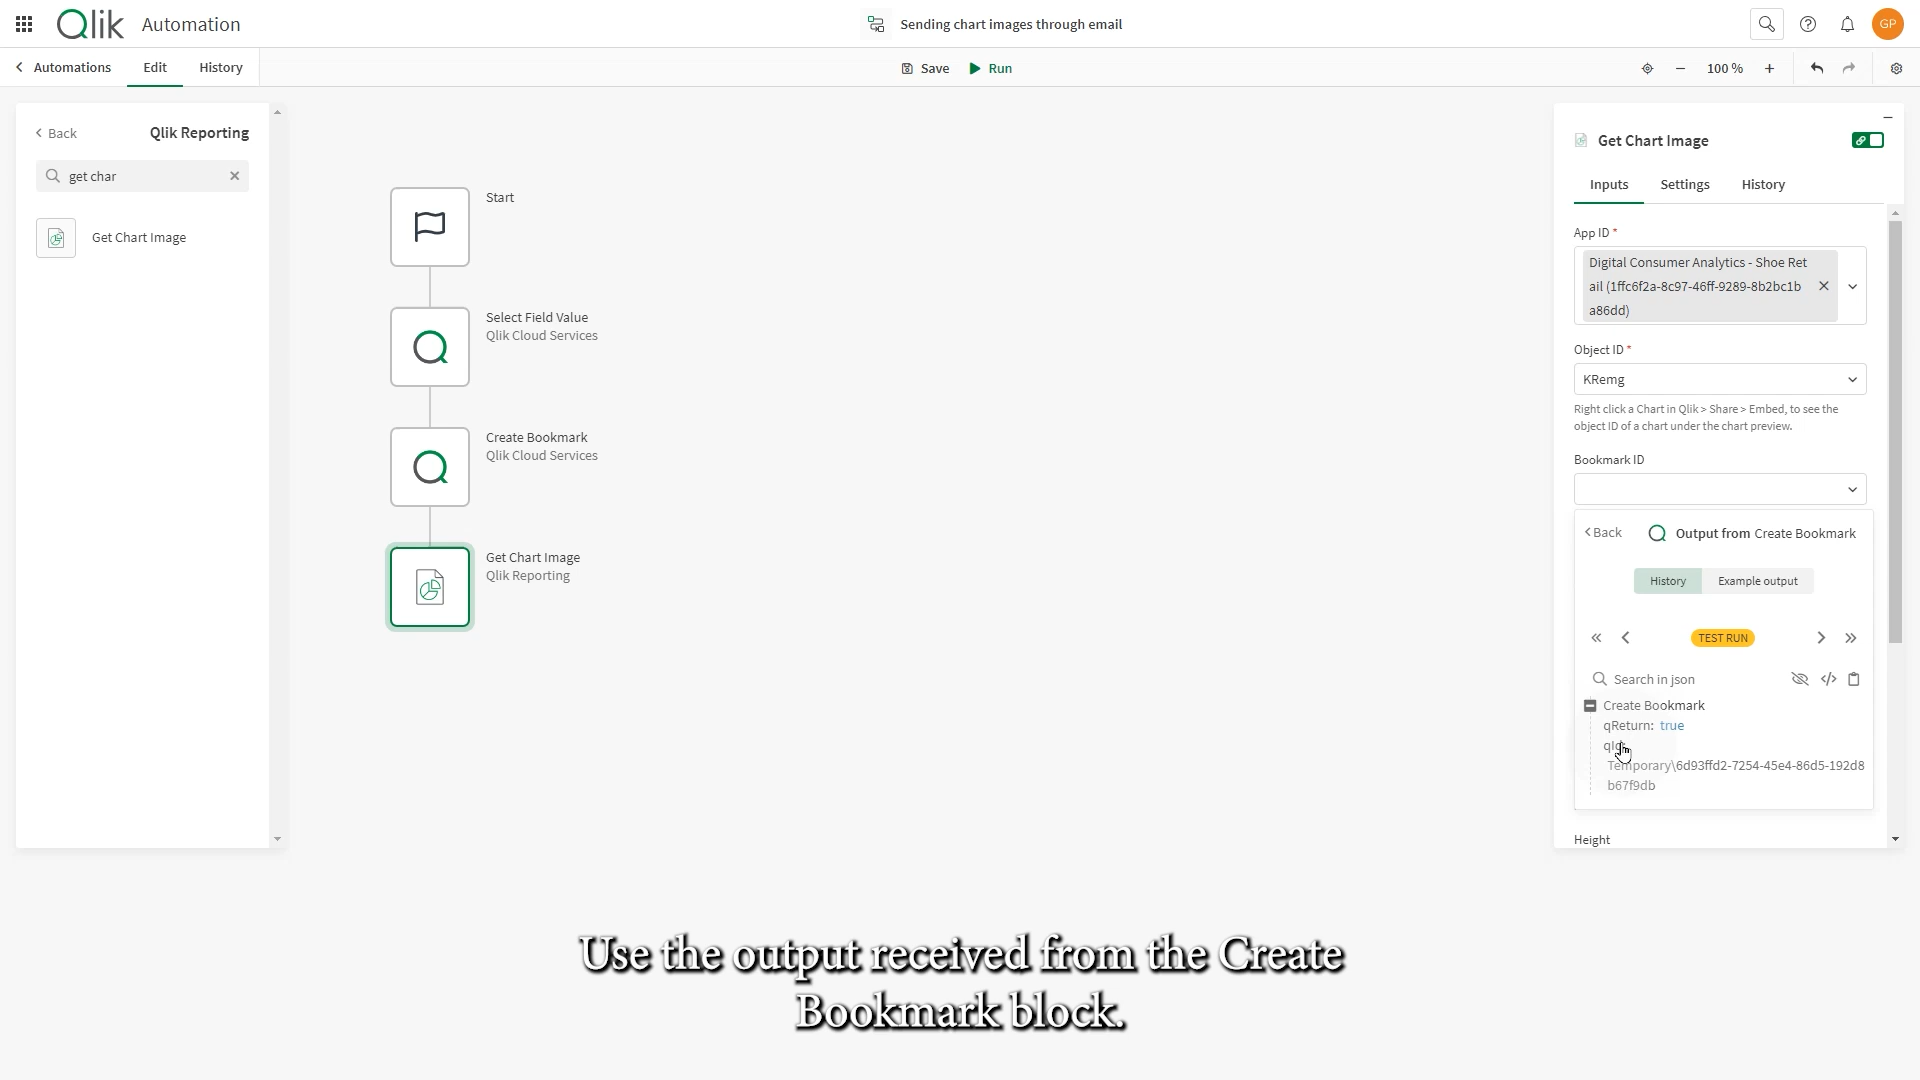 Qlik Automation
Sending chart images through email
GP
Automations
Edit
History
Save
Run
100 %
Back
Qlik Reporting
get char
Get Chart Image
Start
Select Field Value
Qlik Cloud Services
Create Bookmark
Qlik Cloud Services
Get Chart Image
Qlik Reporting
Get Chart Image
Inputs
Settings
History
App ID *
Digital Consumer Analytics - Shoe Ret
ail (1ffc6f2a-8c97-46ff-9289-8b2bc1b
a86dd)
Object ID *
KRemg
Right click a Chart in Qlik > Share > Embed, to see the
object ID of a chart under the chart preview.
Bookmark ID
Back
Output from Create Bookmark
History
Example output
TEST RUN
Search in json
Create Bookmark
qReturn: true
Temporary\6d93ffd2-7254-45e4-86d5-192d8
b67f9db
Height
Use the output received from the Create
Bookmark block.